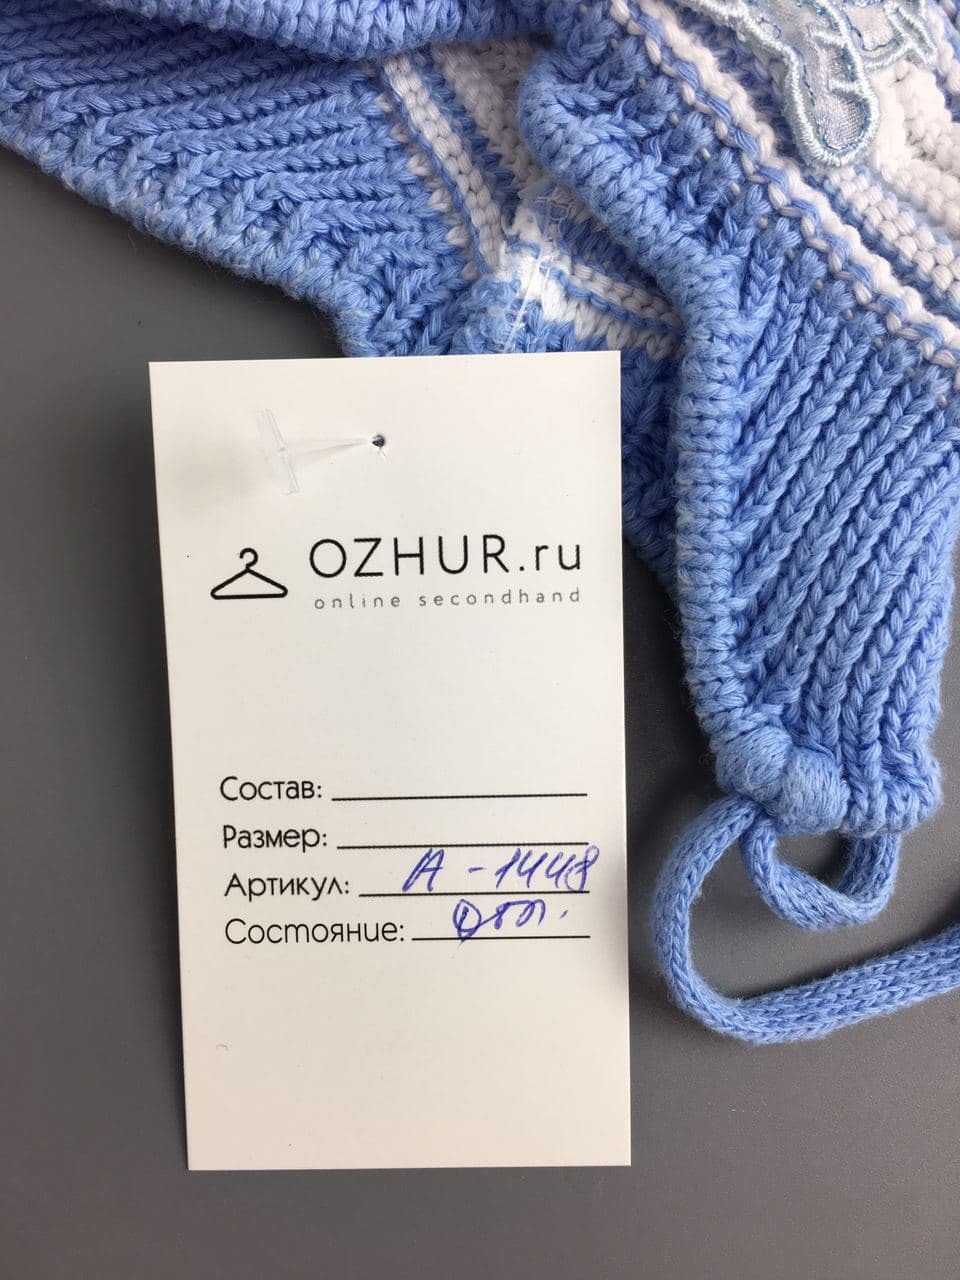 OZHUR.ru
online secondhand
Состав:
Размер:
Артикул: А-1448
Состояние: